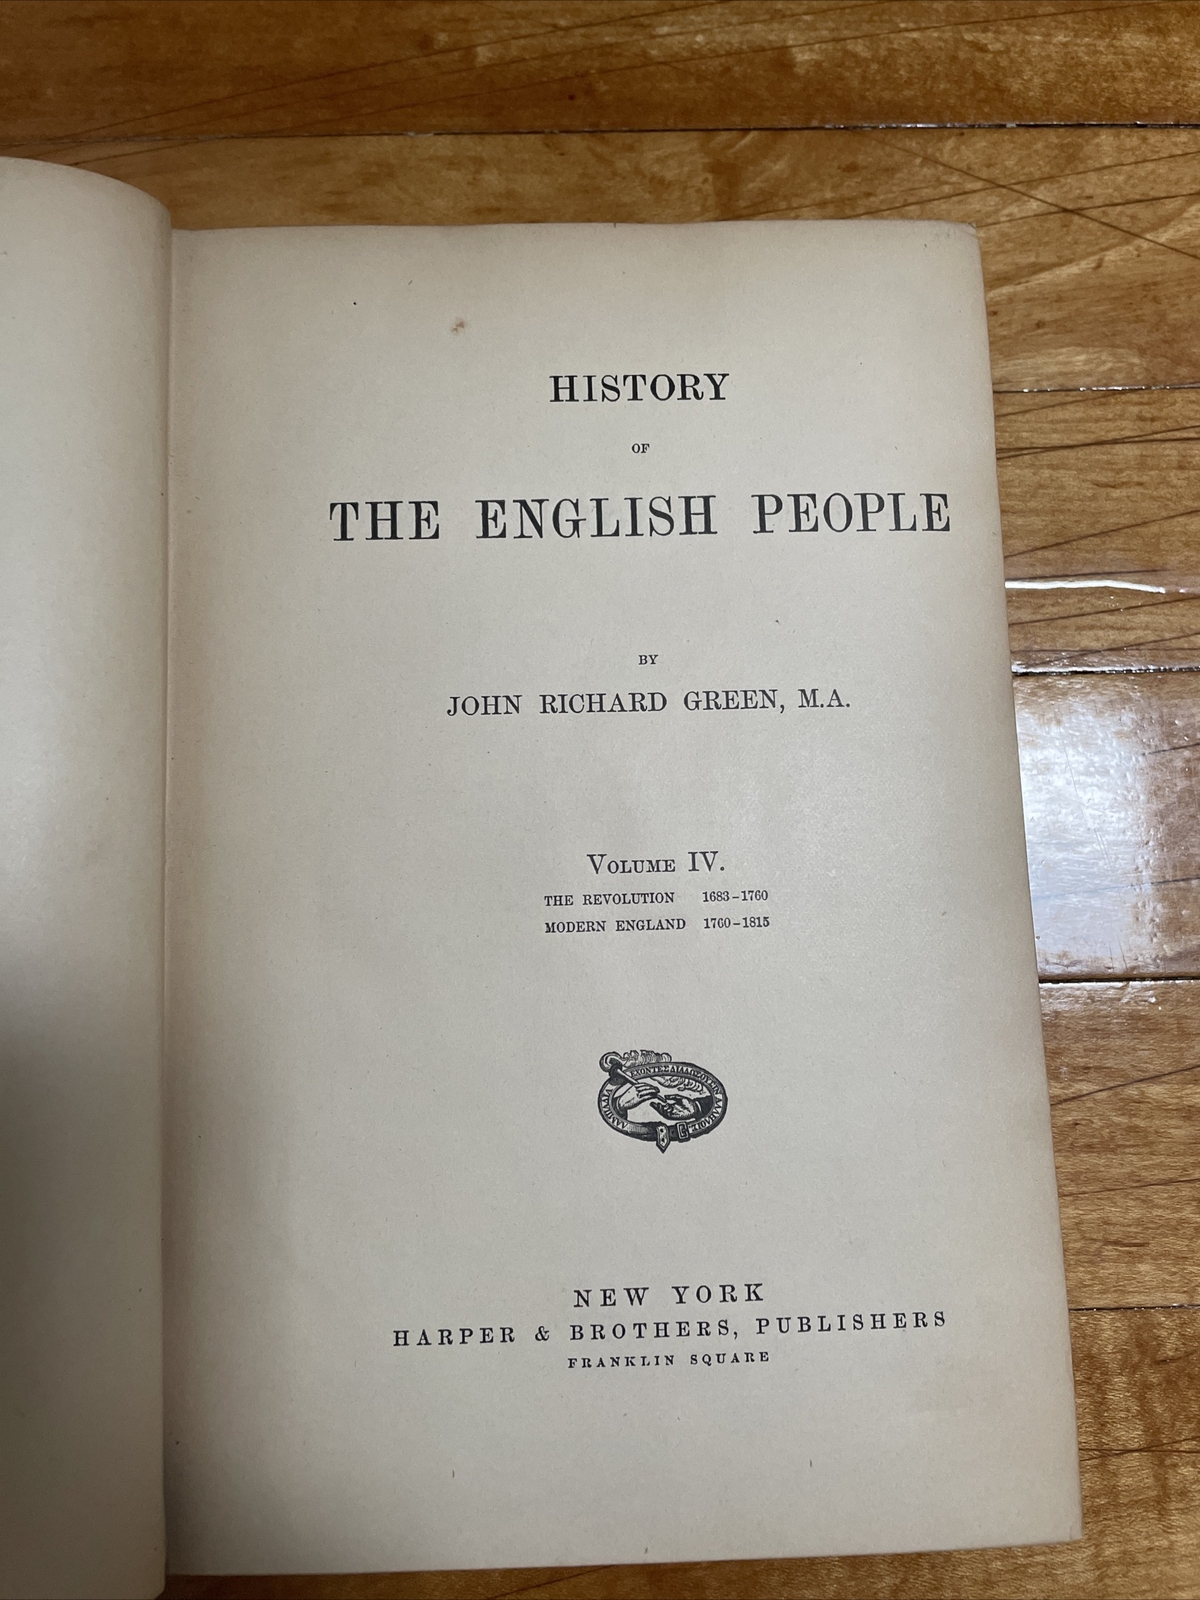 HISTORY
OF
THE ENGLISH PEOPLE
BY
JOHN RICHARD GREEN, M.A.
VOLUME IV.
THE REVOLUTION 1683–1760
MODERN ENGLAND 1760–1815
NEW YORK
HARPER & BROTHERS, PUBLISHERS
FRANKLIN SQUARE